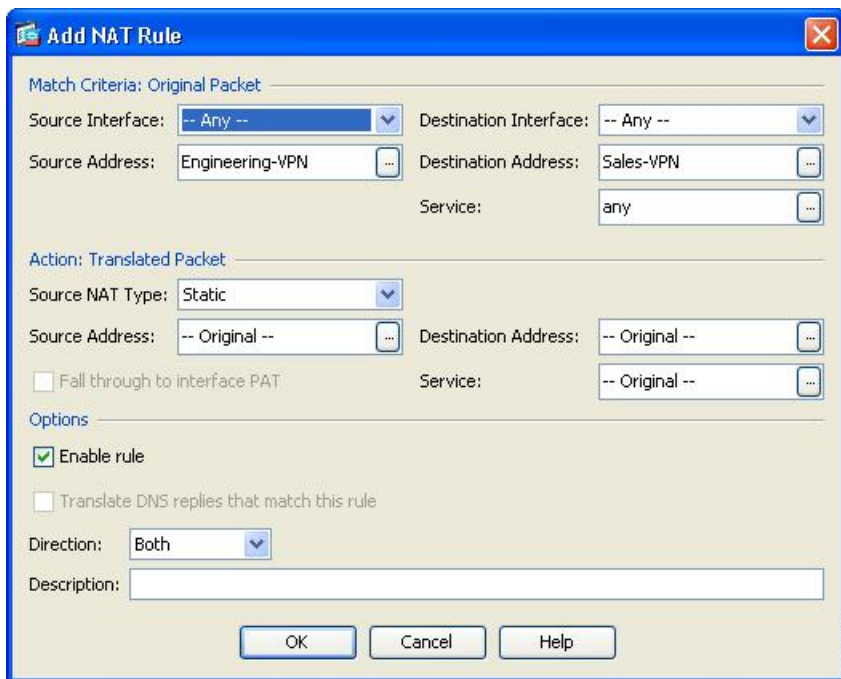 Add NAT Rule
Match Criteria: Original Packet
Source Interface: -- Any -- Destination Interface: -- Any --
Source Address: Engineering-VPN ... Destination Address: Sales-VPN ...
Service: any ...
Action: Translated Packet
Source NAT Type: Static
Source Address: -- Original -- ... Destination Address: -- Original -- ...
Fall through to interface PAT Service: -- Original -- ...
Options
Enable rule
Translate DNS replies that match this rule
Direction: Both
Description:
OK Cancel Help